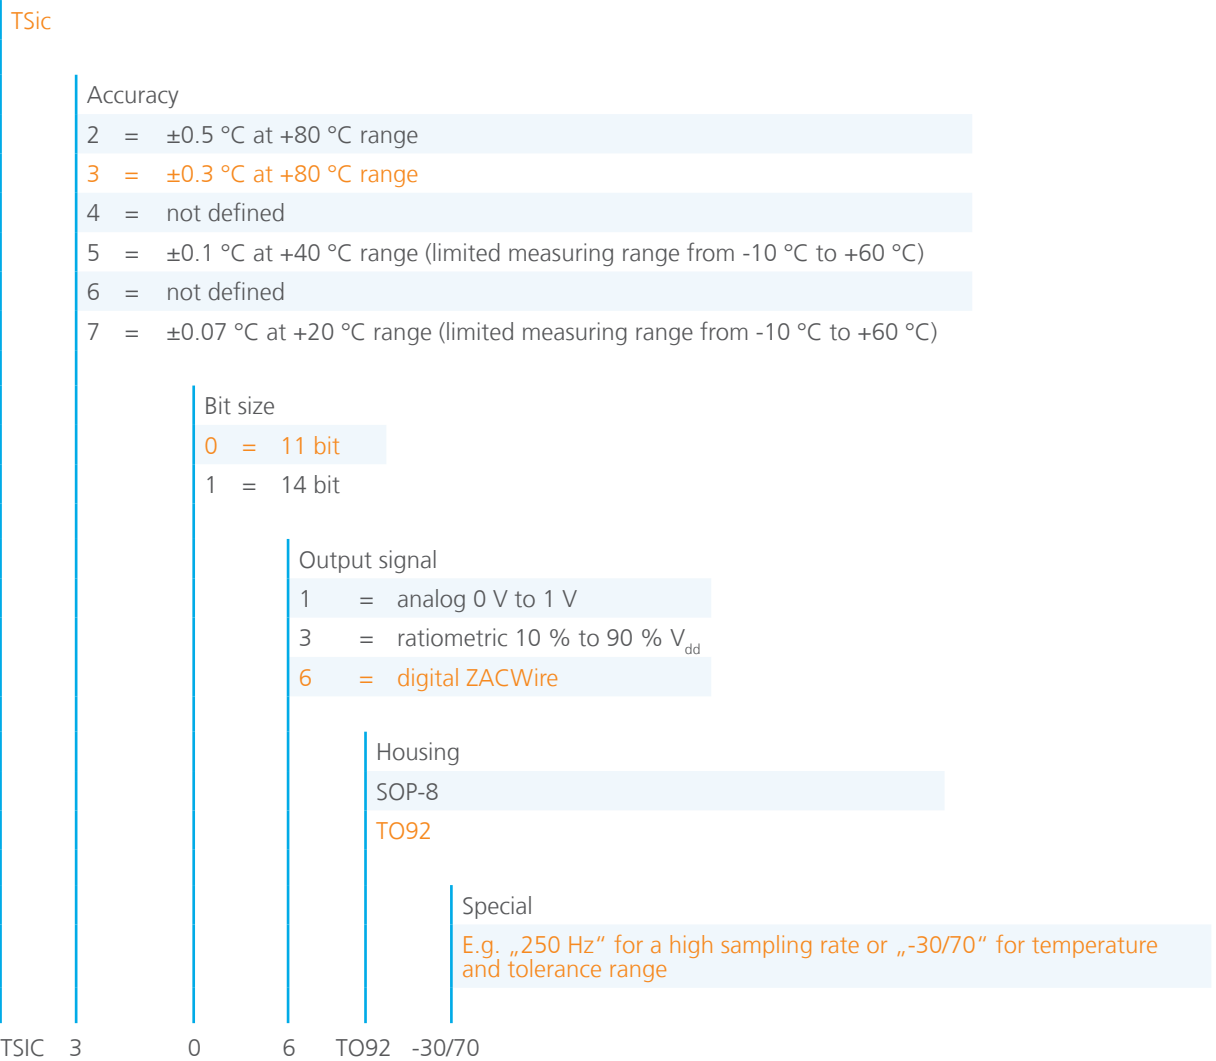 TSic
Accuracy
2 = ±0.5 °C at +80 °C range
3 = ±0.3 °C at +80 °C range
4 = not defined
5 = ±0.1 °C at +40 °C range (limited measuring range from -10 °C to +60 °C)
6 = not defined
7 = ±0.07 °C at +20 °C range (limited measuring range from -10 °C to +60 °C)
Bit size
0 = 11 bit
1 = 14 bit
Output signal
1 = analog 0 V to 1 V
3 = ratiometric 10 % to 90 % Vdd
6 = digital ZACWire
Housing
SOP-8
TO92
Special
E.g. „250 Hz“ for a high sampling rate or „-30/70“ for temperature
and tolerance range
TSIC 3 0 6 TO92 -30/70